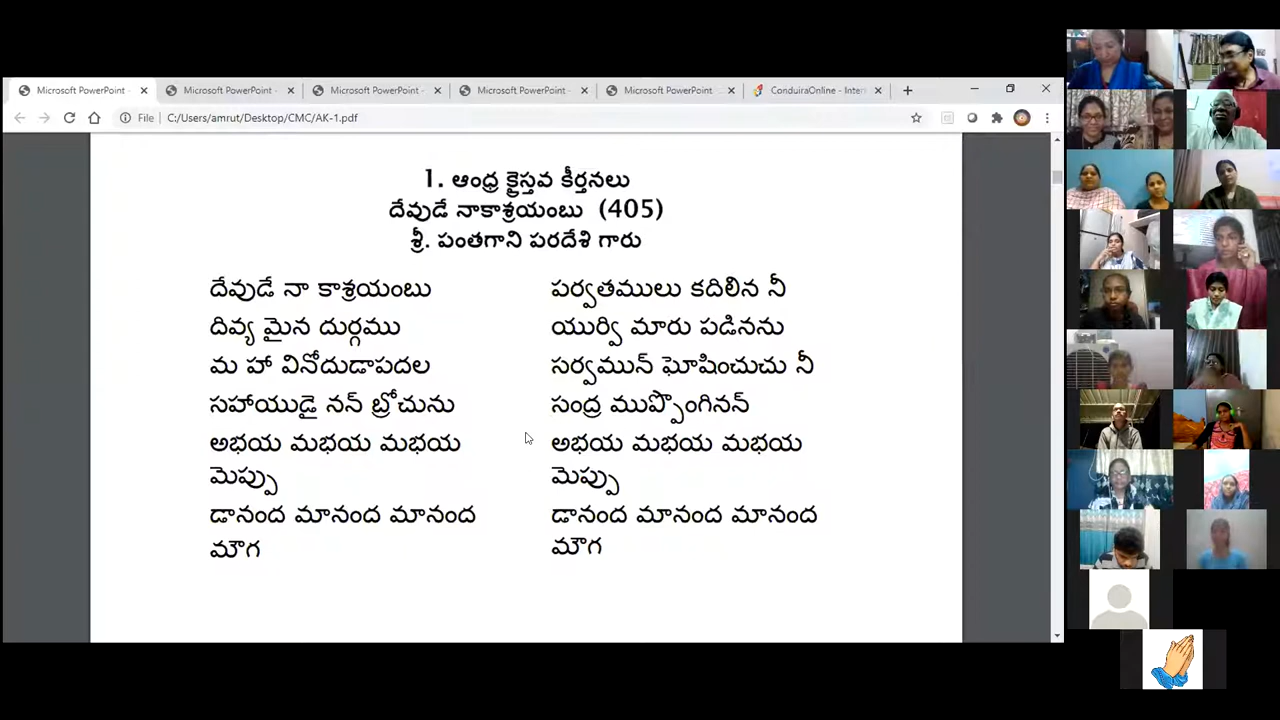 Microsoft PowerPoint -
Microsoft PowerPoint -
Microsoft PowerPoint -
Microsoft PowerPoint -
Microsoft PowerPoint
ConduiraOnline - Inter
File
C:/Users/amrut/Desktop/CMC/AK-1.pdf
1. ఆంధ్ర క్రైస్తవ కీర్తనలు
దేవుడే నాకాశ్రయంబు (405)
శ్రీ. పంతగాని పరదేశి గారు
దేవుడే నా కాశ్రయంబు
దివ్య మైన దుర్గము
మ హా వినోదుడాపదల
సహాయుడై నన్ బ్రోచును
అభయ మభయ మభయ
మెప్పు
డానంద మానంద మానంద
మౌగ
పర్వతములు కదిలిన నీ
యుర్వి మారు పడినను
సర్వమున్ ఘోషించుచు నీ
సంద్ర ముప్పొంగినన్
అభయ మభయ మభయ
మెప్పు
డానంద మానంద మానంద
మౌగ